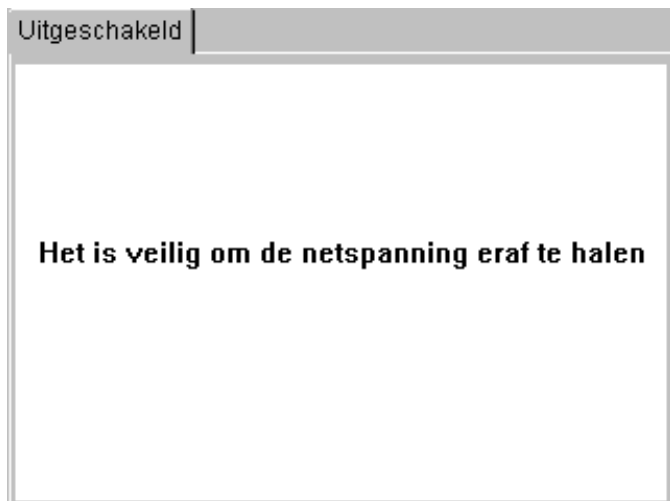 Uitgeschakeld
Het is veilig om de netspanning eraf te halen